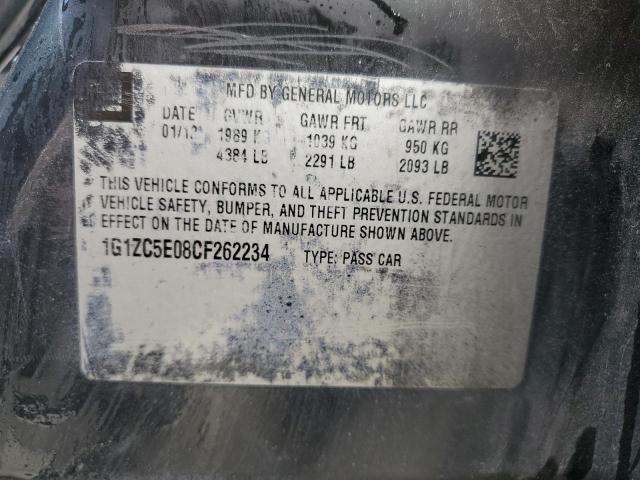 MFD BY GENERAL MOTORS LLC
DATE GVWR GAWR FRT GAWR RR
1989 KG 1039 KG 950 KG
4384 LB 2291 LB 2093 LB
THIS VEHICLE CONFORMS TO ALL APPLICABLE U.S. FEDERAL MOTOR
VEHICLE SAFETY, BUMPER, AND THEFT PREVENTION STANDARDS IN
EFFECT ON THE DATE OF MANUFACTURE SHOWN ABOVE.
1G1ZC5E08CF262234 TYPE: PASS CAR